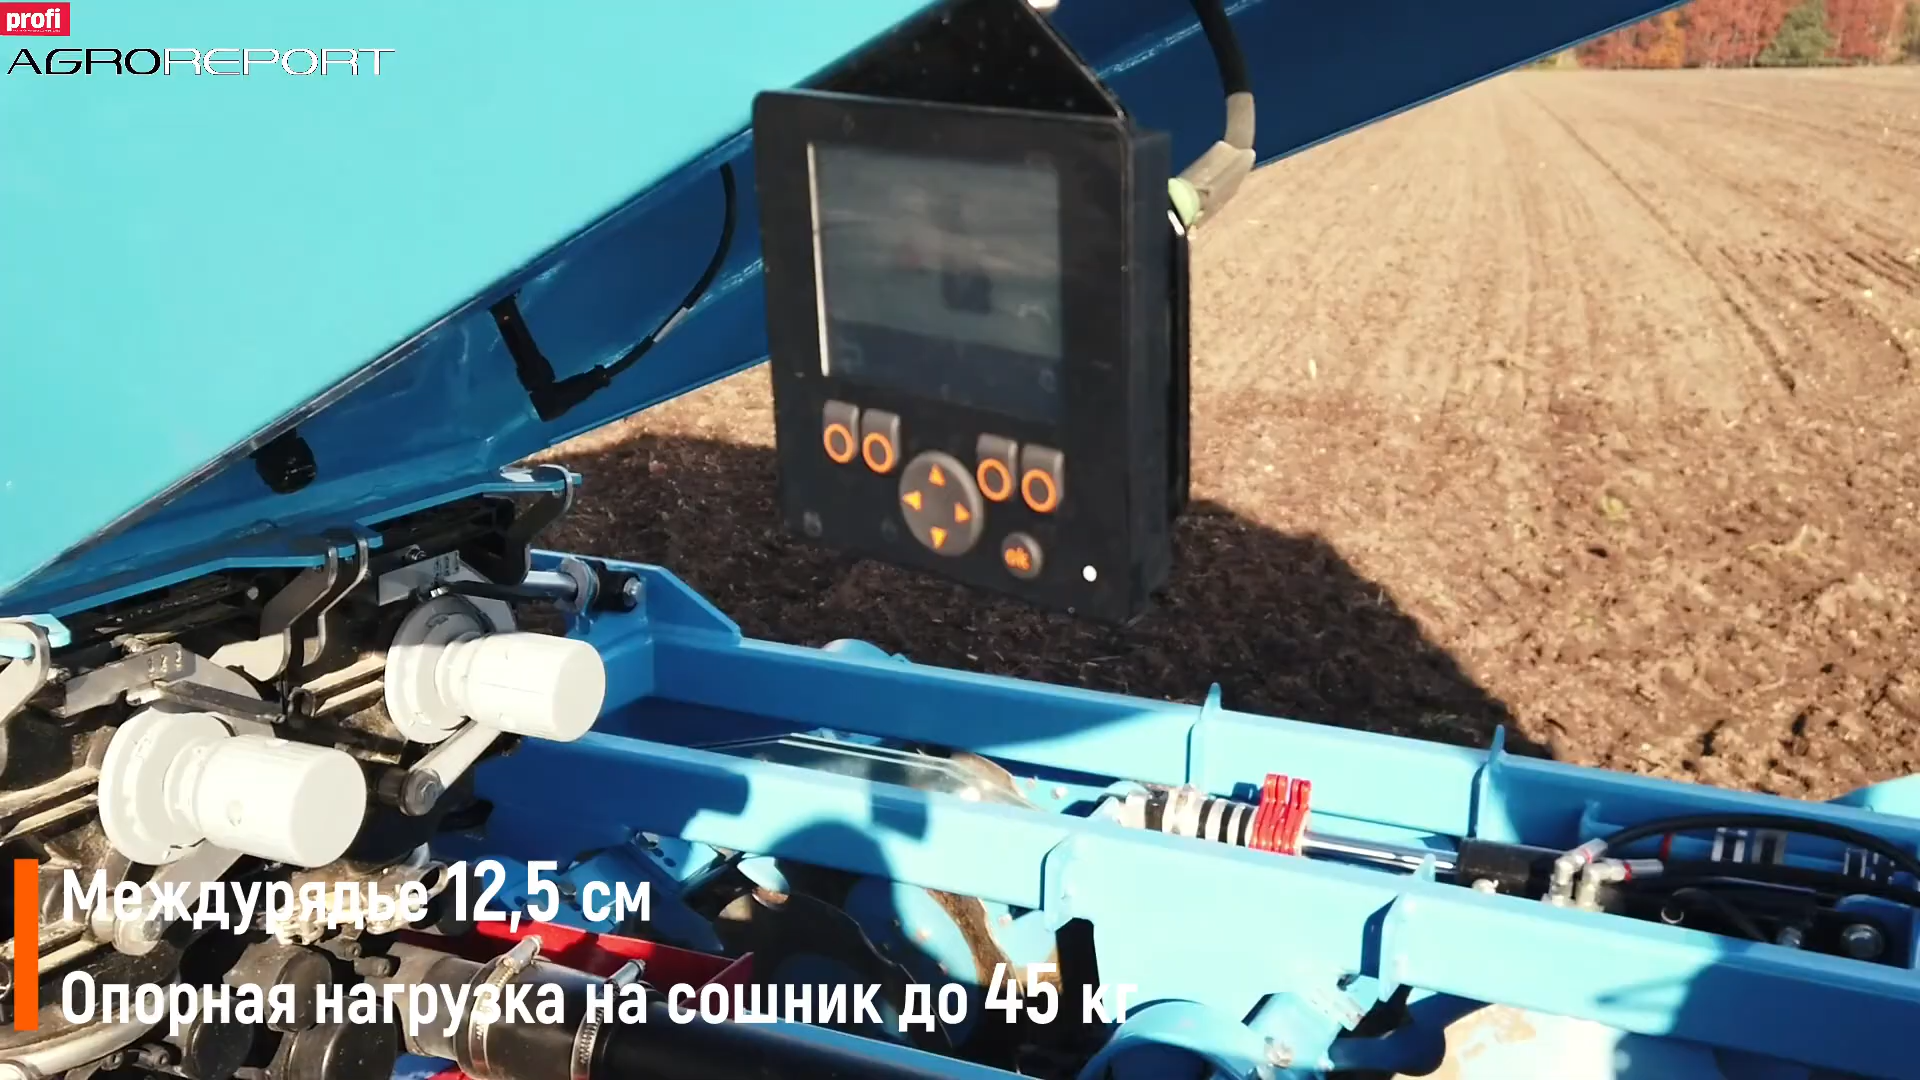 profi
AGROREPORT
ok
Междурядье 12,5 см
Опорная нагрузка на сошник до 45 кг